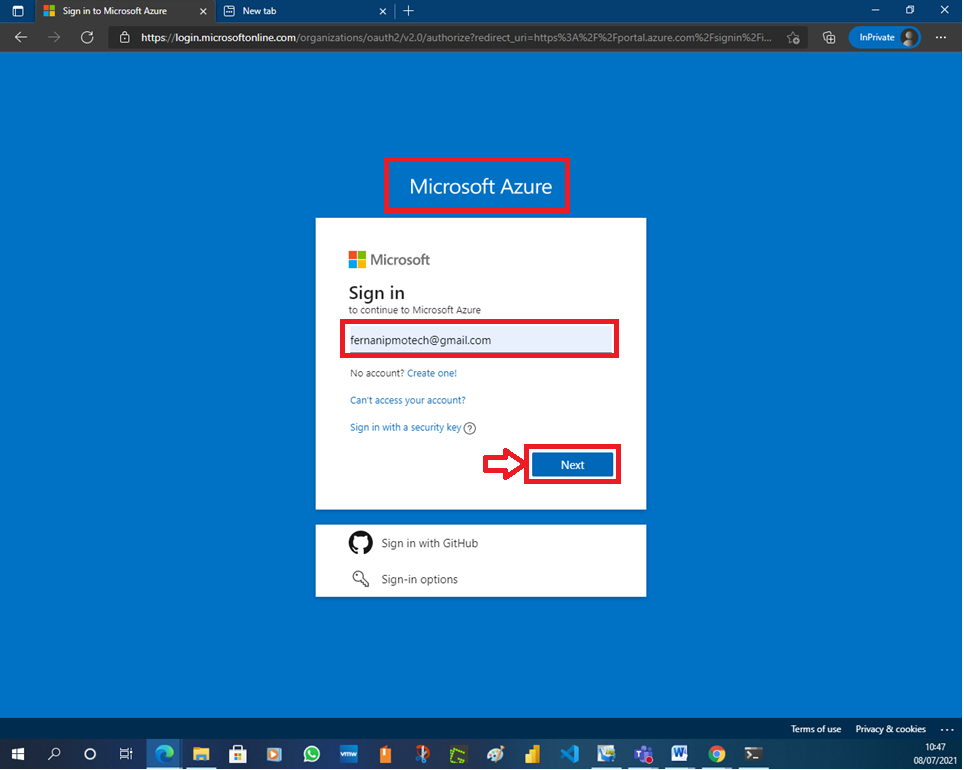 Sign in to Microsoft Azure
New tab
https://login.microsoftonline.com/organizations/oauth2/v2.0/authorize?redirect_uri=https%3A%2F%2Fportal.azure.com%2Fsignin%2Fi...
InPrivate
Microsoft Azure
Microsoft
Sign in
to continue to Microsoft Azure
fernanipmotech@gmail.com
No account? Create one!
Can't access your account?
Sign in with a security key
Next
Sign in with GitHub
Sign-in options
Terms of use Privacy & cookies ...
vmw
10:47
08/07/2021